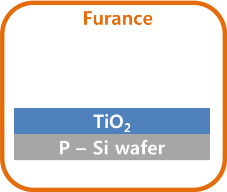 Furance
TiO₂
P – Si wafer